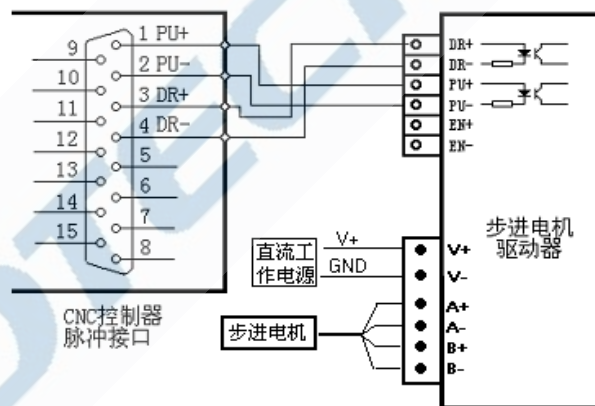 1 PU+
9
2 PU-
10
3 DR+
11
4 DR-
12
5
13
6
14
7
15
8
CNC控制器
脉冲接口
DR+
DR-
PU+
PU-
EN+
EN-
步进电机
驱动器
直流工
作电源
V+
GND
V+
V-
A+
A-
B+
B-
步进电机